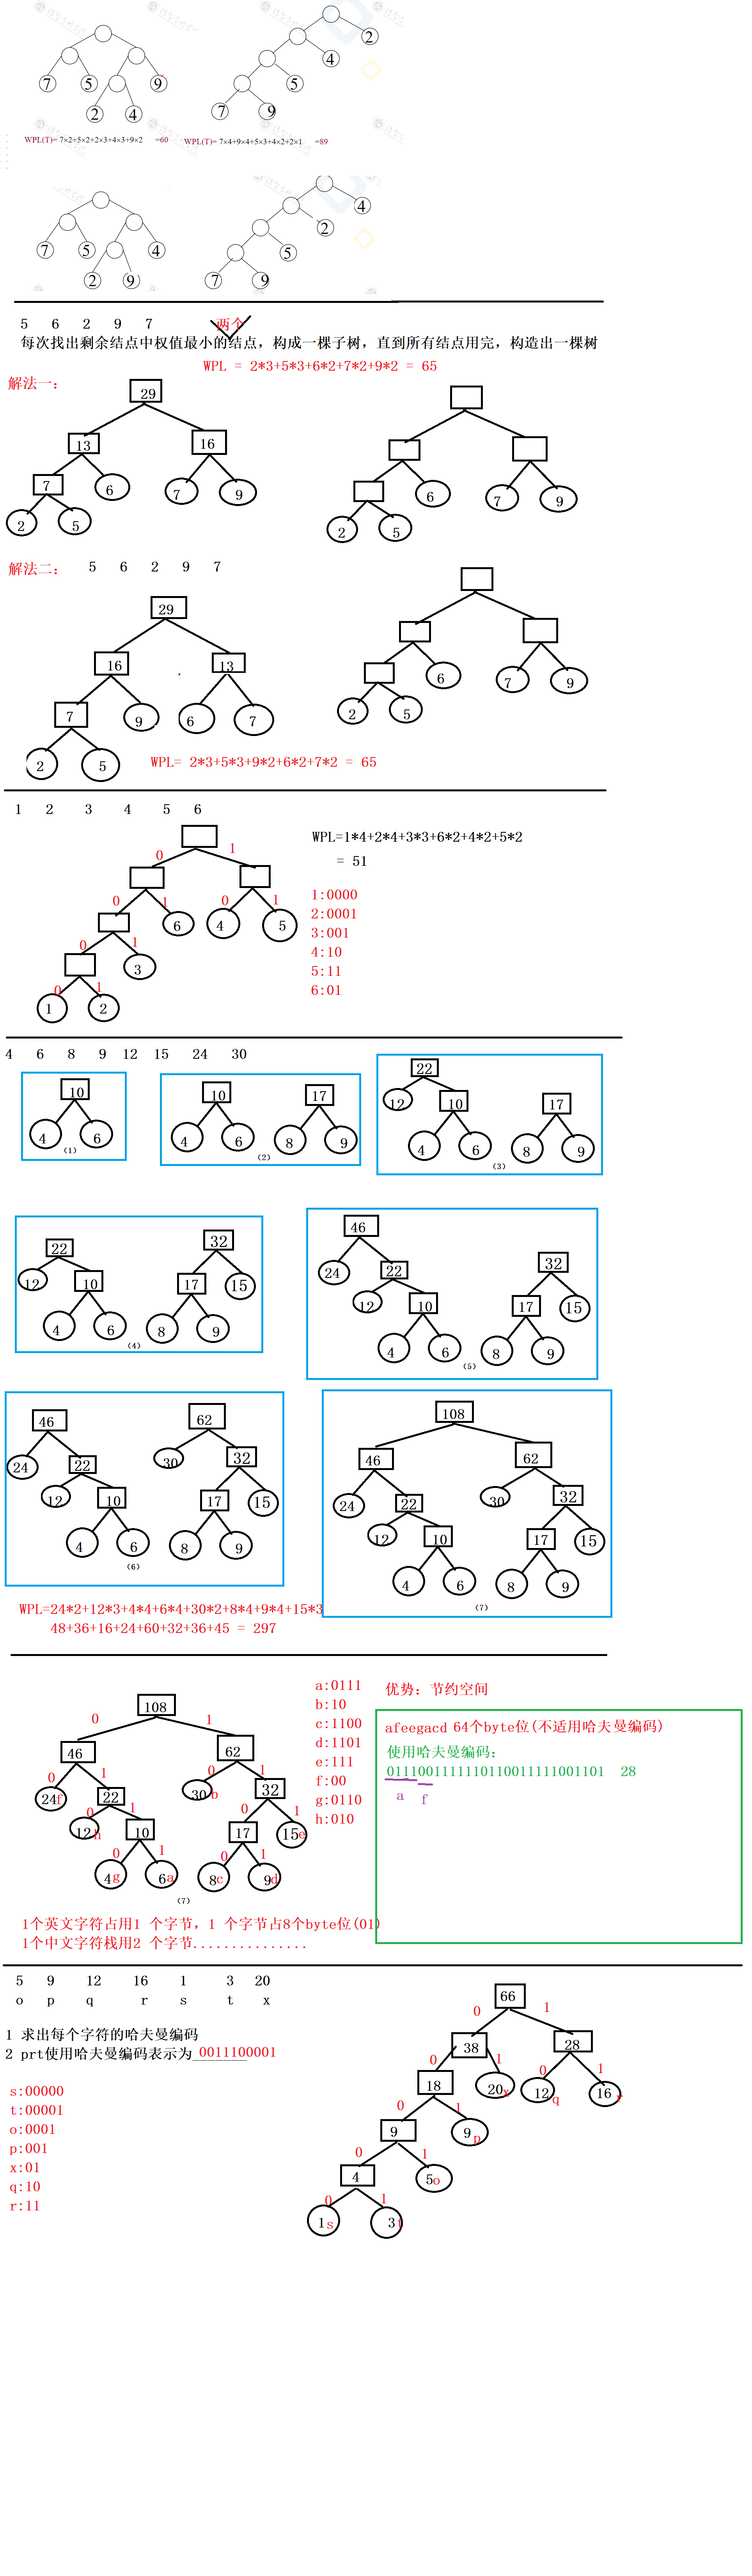 2
4
7
5
9
5
2
4
7
9
WPL(T)= 7×2+5×2+2×3+4×3+9×2 =60
WPL(T)= 7×4+9×4+5×3+4×2+2×1 =89
4
2
7
5
4
5
2
9
7
9
5 6 2 9 7
两个
每次找出剩余结点中权值最小的结点，构成一棵子树，直到所有结点用完，构造出一棵树
WPL = 2*3+5*3+6*2+7*2+9*2 = 65
解法一：
29
13 16
7 6 7 9
2 5
6 7 9
2 5
解法二： 5 6 2 9 7
29
16 13
7 9 6 7
2 5
6 7 9
2 5
WPL= 2*3+5*3+9*2+6*2+7*2 = 65
1 2 3 4 5 6
WPL=1*4+2*4+3*3+6*2+4*2+5*2
= 51
0 1
0 1 0 1
6 4 5
0 1
3
0 1
1 2
1:0000
2:0001
3:001
4:10
5:11
6:01
4 6 8 9 12 15 24 30
10
4 6
(1)
10 17
4 6 8 9
(2)
22
12 10 17
4 6 8 9
(3)
22 32
12 10 17 15
4 6 8 9
(4)
46
24 22 32
12 10 17 15
4 6 8 9
(5)
46 62
24 22 30 32
12 10 17 15
4 6 8 9
(6)
108
46 62
24 22 30 32
12 10 17 15
4 6 8 9
(7)
WPL=24*2+12*3+4*4+6*4+30*2+8*4+9*4+15*3
48+36+16+24+60+32+36+45 = 297
108
0 1
46 62
0 1 0 1
24f 22 30b 32
0 1 0 1
12h 10 17 15e
0 1 0 1
4g 6a 8c 9d
(7)
a:0111
b:10
c:1100
d:1101
e:111
f:00
g:0110
h:010
优势：节约空间
afeegacd 64个byte位(不适用哈夫曼编码)
使用哈夫曼编码：
0111001111110110011111001101 28
a f
1个英文字符占用1 个字节，1 个字节占8个byte位(01)
1个中文字符栈用2 个字节...............
5 9 12 16 1 3 20
o p q r s t x
1 求出每个字符的哈夫曼编码
2 prt使用哈夫曼编码表示为 0011100001
s:00000
t:00001
o:0001
p:001
x:01
q:10
r:11
66
0 1
38 28
0 1 0 1
18 20x 12q 16r
0 1
9 9p
0 1
4 5o
0 1
1s 3t